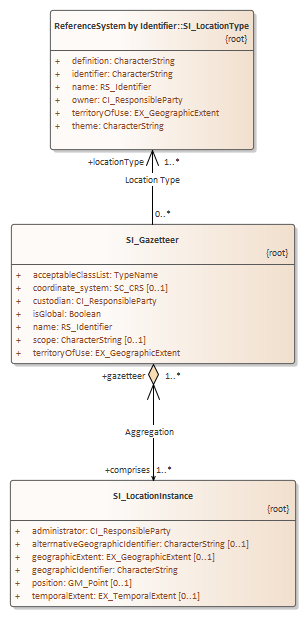 ReferenceSystem by Identifier::SI_LocationType
{root}
+ definition: CharacterString
+ identifier: CharacterString
+ name: RS_Identifier
+ owner: CI_ResponsibleParty
+ territoryOfUse: EX_GeographicExtent
+ theme: CharacterString
+locationType 1..*
Location Type
0..*
SI_Gazetteer
{root}
+ acceptableClassList: TypeName
+ coordinate_system: SC_CRS [0..1]
+ custodian: CI_ResponsibleParty
+ isGlobal: Boolean
+ name: RS_Identifier
+ scope: CharacterString [0..1]
+ territoryOfUse: EX_GeographicExtent
+gazetteer 1..*
Aggregation
+comprises 1..*
SI_LocationInstance
{root}
+ administrator: CI_ResponsibleParty
+ alternativeGeographicIdentifier: CharacterString [0..1]
+ geographicExtent: EX_GeographicExtent [0..1]
+ geographicIdentifier: CharacterString
+ position: GM_Point [0..1]
+ temporalExtent: EX_TemporalExtent [0..1]